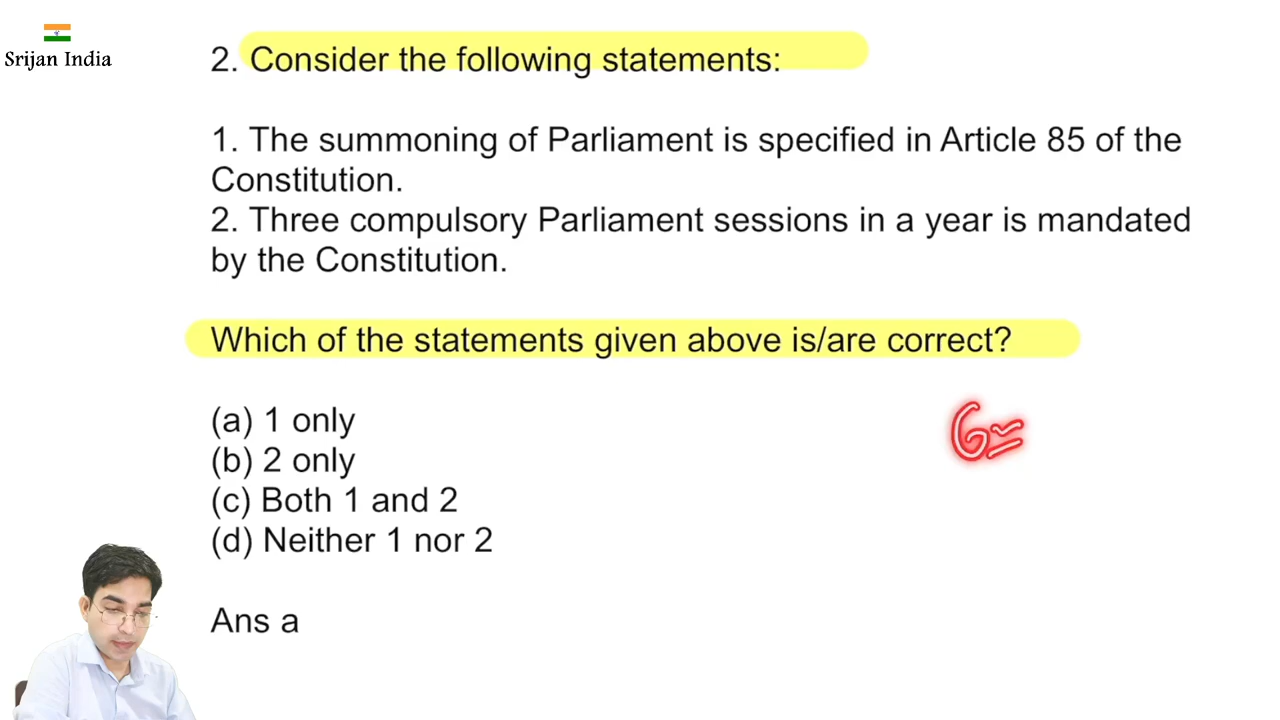 Srijan India
2. Consider the following statements:
1. The summoning of Parliament is specified in Article 85 of the
Constitution.
2. Three compulsory Parliament sessions in a year is mandated
by the Constitution.
Which of the statements given above is/are correct?
(a) 1 only
(b) 2 only
(c) Both 1 and 2
(d) Neither 1 nor 2
6
Ans a